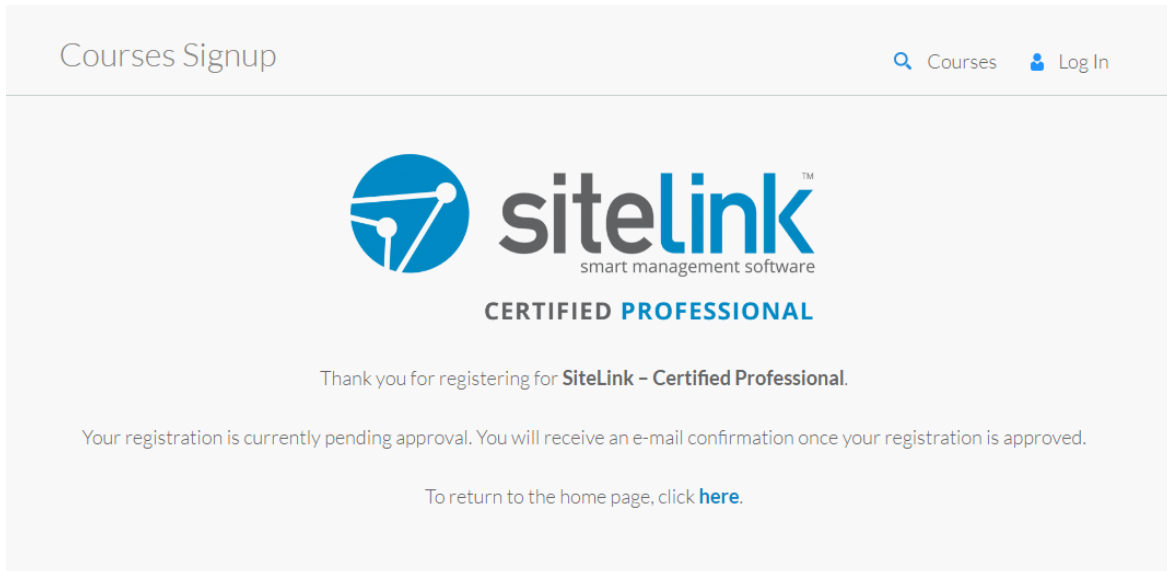 Courses Signup
Courses
Log In
sitelink™
smart management software
CERTIFIED PROFESSIONAL
Thank you for registering for SiteLink – Certified Professional.
Your registration is currently pending approval. You will receive an e-mail confirmation once your registration is approved.
To return to the home page, click here.